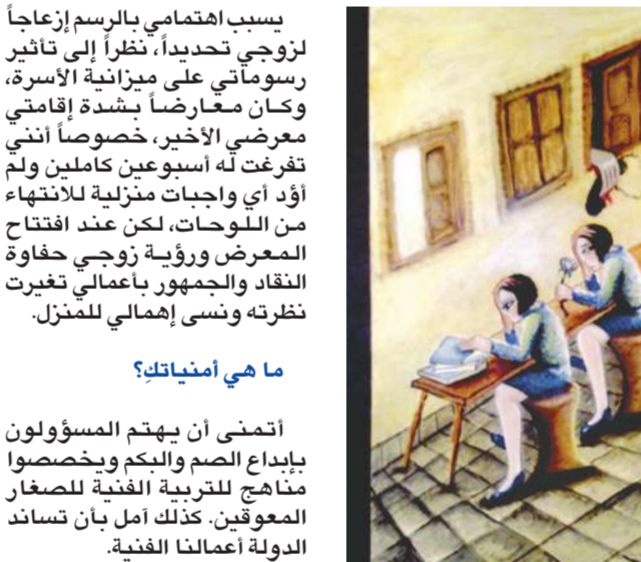 يسبب اهتمامي بالرسم إزعاجاً
لزوجي تحديداً، نظراً إلى تأثير
رسوماتي على ميزانية الأسرة،
وكان معارضاً بشدة إقامتي
معرضي الأخير، خصوصاً أنني
تفرغت له أسبوعين كاملين ولم
أؤد أي واجبات منزلية للانتهاء
من اللوحات، لكن عند افتتاح
المعرض ورؤية زوجي حفاوة
النقاد والجمهور بأعمالي تغيرت
نظرته ونسى إهمالي للمنزل.
ما هي أمنياتكِ؟
أتمنى أن يهتم المسؤولون
بإبداع الصم والبكم ويخصصوا
مناهج للتربية الفنية للصغار
المعوقين. كذلك آمل بأن تساند
الدولة أعمالنا الفنية.